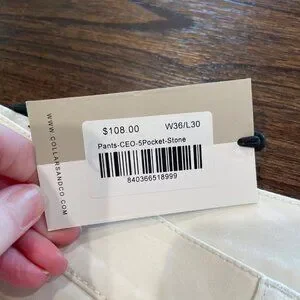 $108.00 W36/L30
Pants-CEO-5Pocket-Stone
840366518999
WWW.COLLARSANDCO.COM